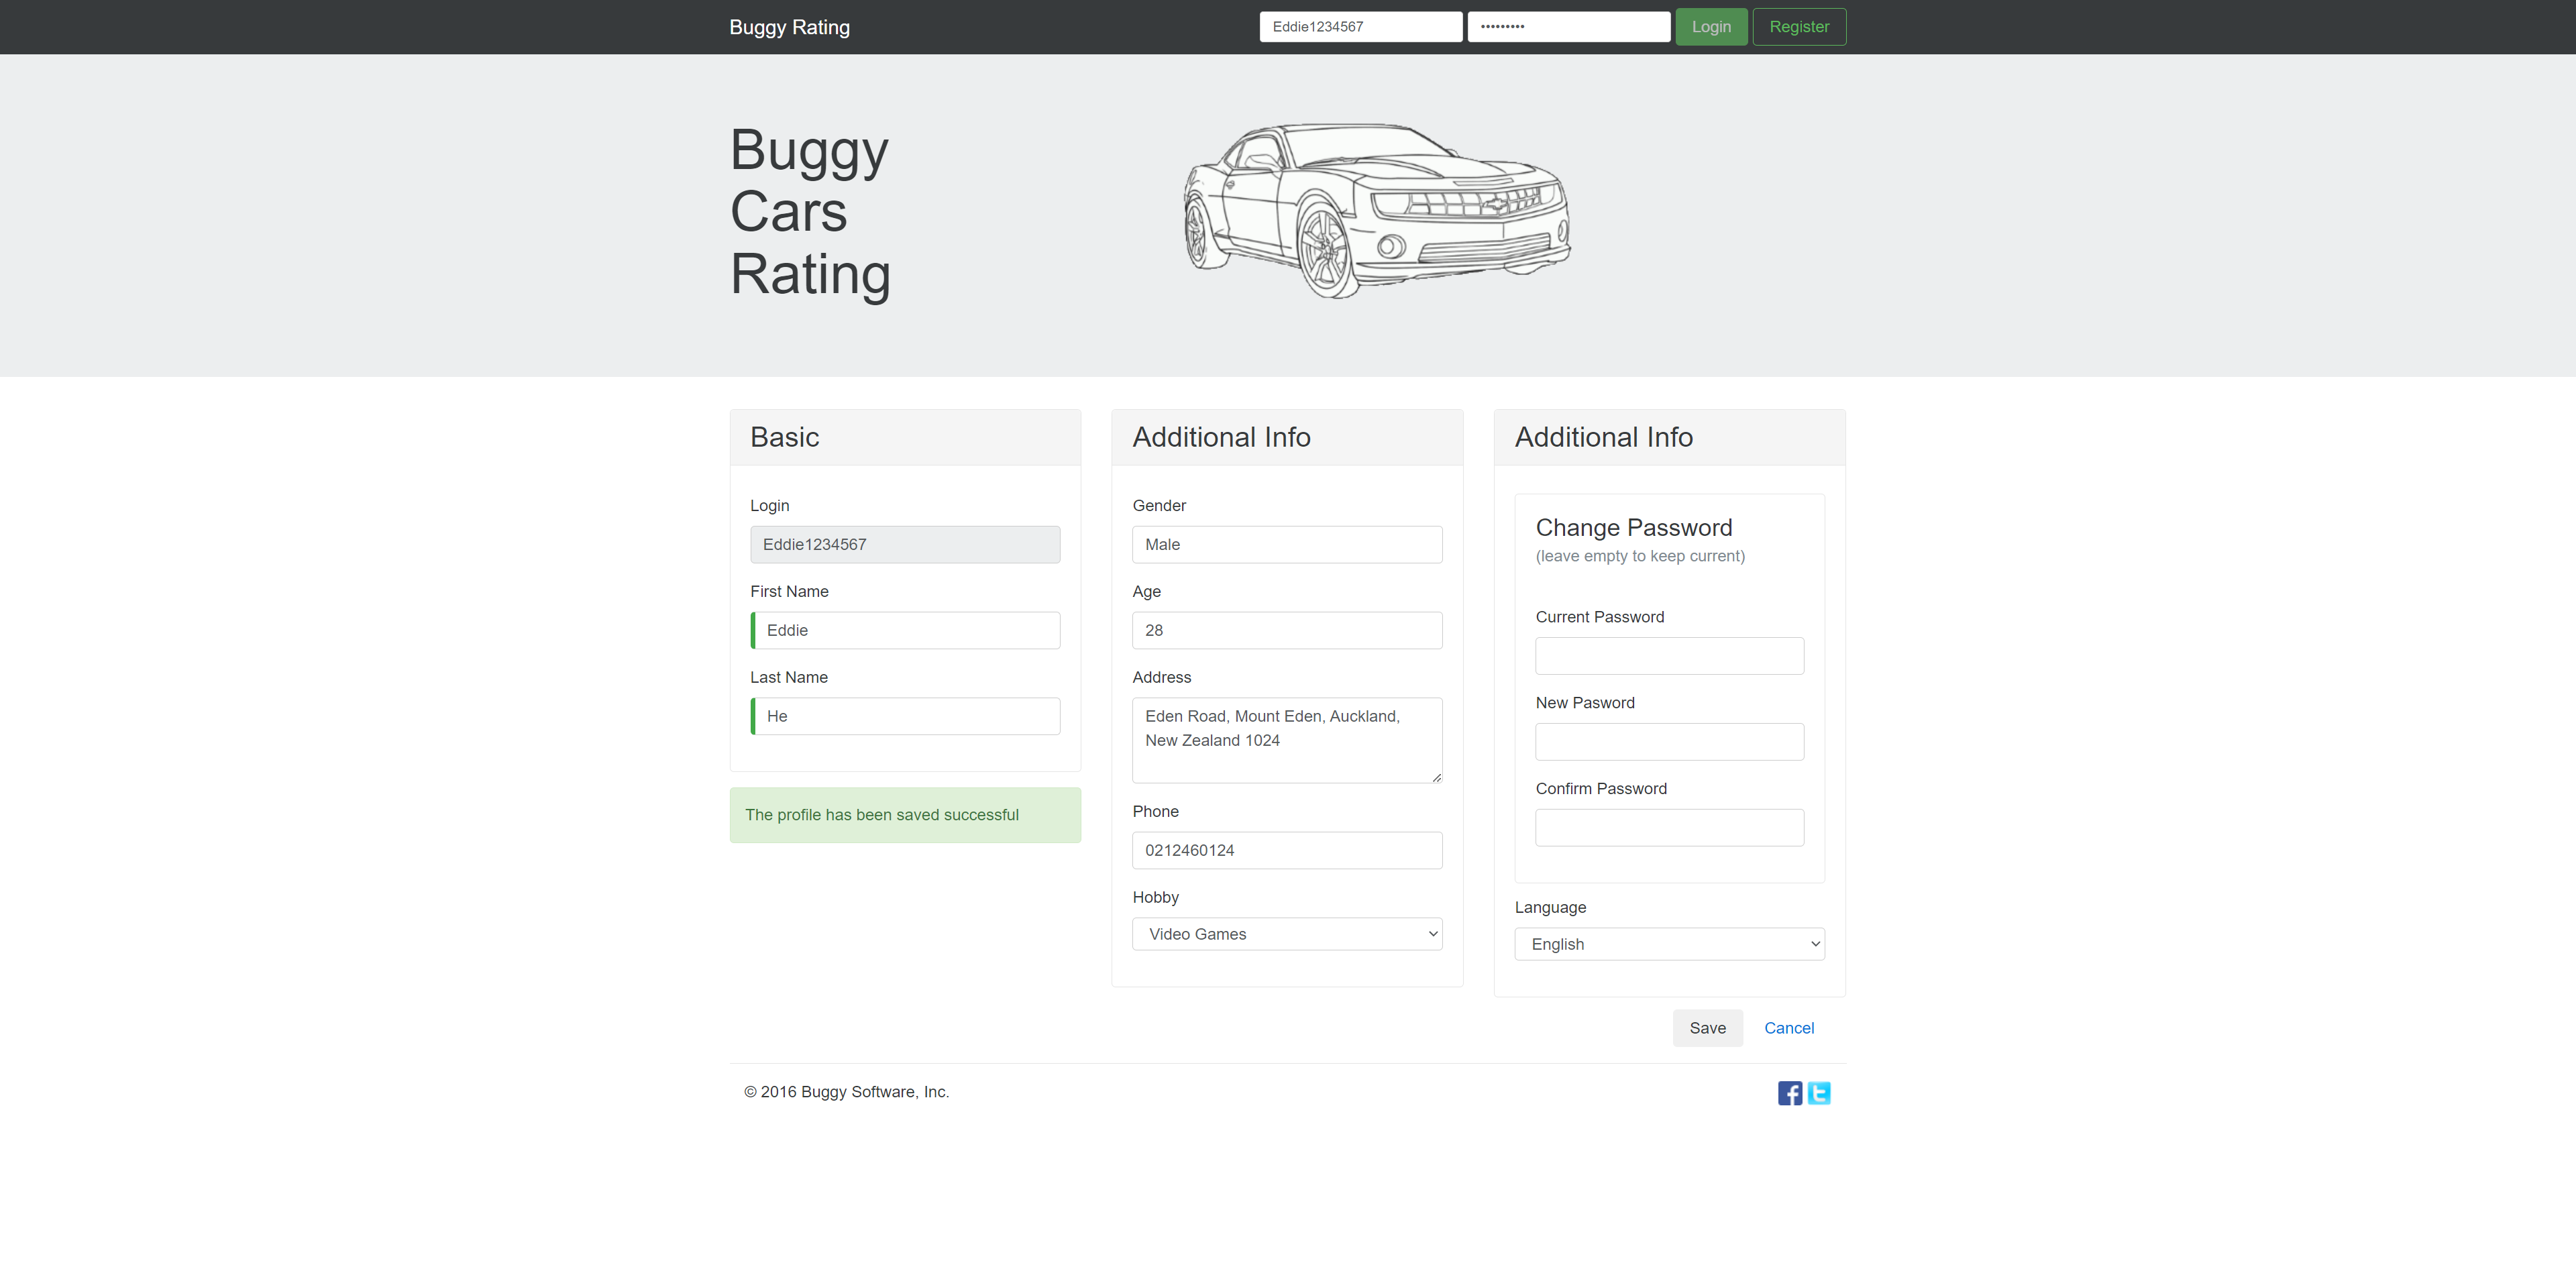 Buggy Rating
Eddie1234567
•••••••••
Login
Register
Buggy
Cars
Rating
Basic
Login
Eddie1234567
First Name
Eddie
Last Name
He
The profile has been saved successful
Additional Info
Gender
Male
Age
28
Address
Eden Road, Mount Eden, Auckland,
New Zealand 1024
Phone
0212460124
Hobby
Video Games
Additional Info
Change Password
(leave empty to keep current)
Current Password
New Pasword
Confirm Password
Language
English
Save
Cancel
© 2016 Buggy Software, Inc.